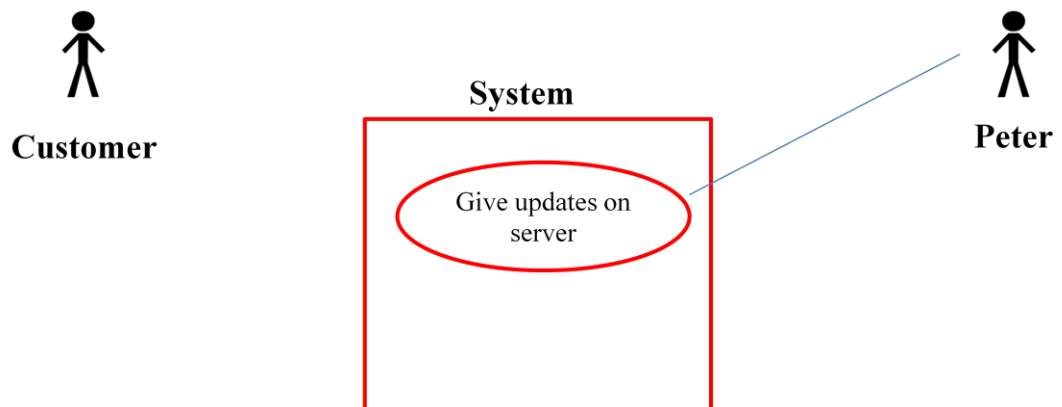 System
Customer
Peter
Give updates on
server